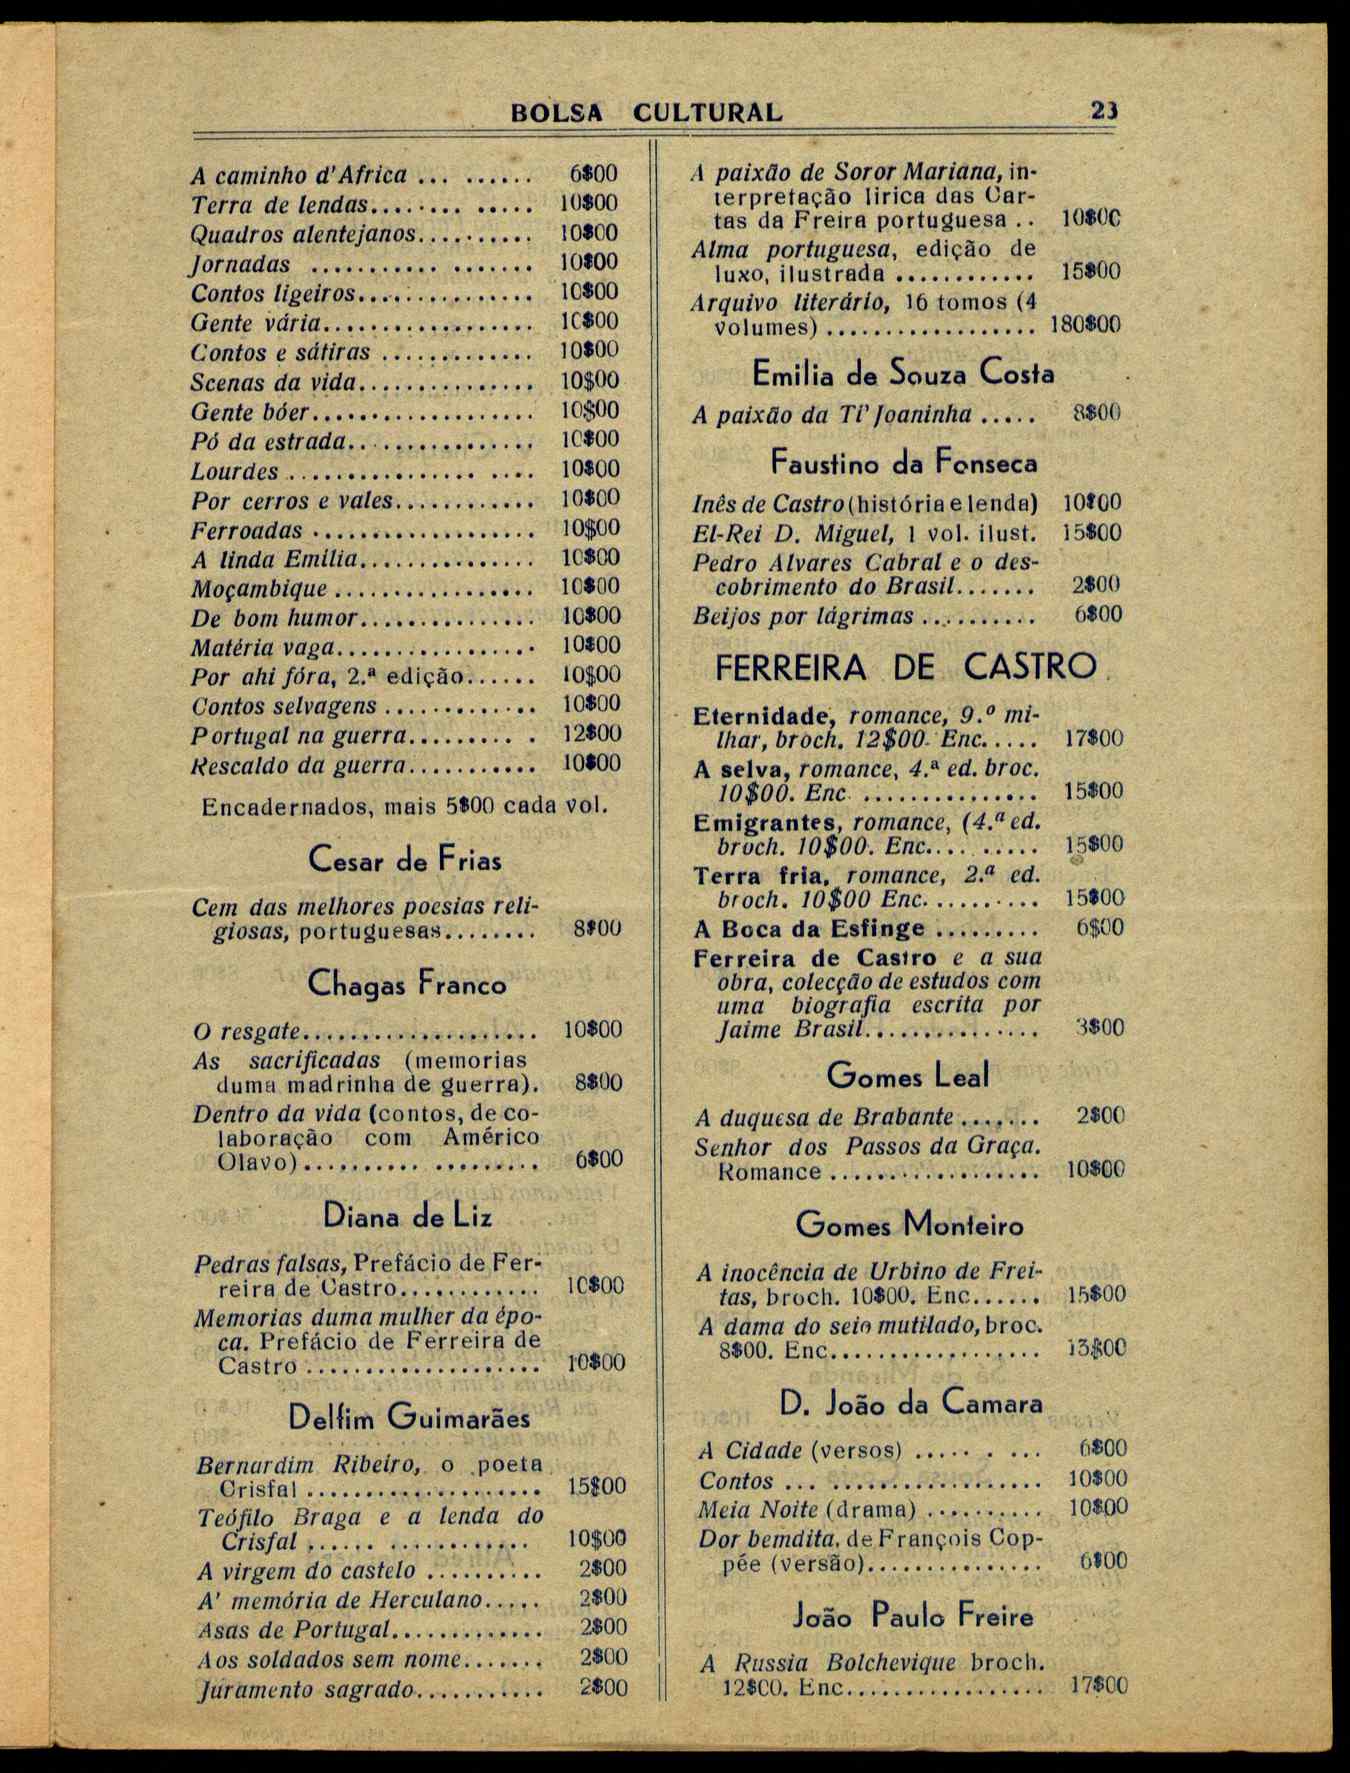 BOLSA CULTURAL 23
A caminho d'Africa ... ...... 6$00
Terra de lendas........ ..... 10$00
Quadros alentejanos.......... 10$00
Jornadas ........... ....... 10$00
Contos ligeiros............... 10$00
Gente vária.................. 10$00
Contos e sátiras ............. 10$00
Scenas da vida............... 10$00
Gente bóer................... 10$00
Pó da estrada................ 10$00
Lourdes ................ .... 10$00
Por cerros e vales............ 10$00
Ferroadas ................... 10$00
A linda Emilia............... 10$00
Moçambique ................. 10$00
De bom humor............... 10$00
Matéria vaga................. 10$00
Por ahi fóra, 2.ª edição...... 10$00
Contos selvagens ............. 10$00
Portugal na guerra......... . 12$00
Rescaldo da guerra........... 10$00
Encadernados, mais 5$00 cada vol.
Cesar de Frias
Cem das melhores poesias reli-
giosas, portuguesas........ 8$00
Chagas Franco
O resgate.................... 10$00
As sacrificadas (memorias
duma madrinha de guerra). 8$00
Dentro da vida (contos, de co-
laboração com Américo
Olavo).......... ......... 6$00
Diana de Liz
Pedras falsas, Prefácio de Fer-
reira de Castro............ 10$00
Memorias duma mulher da épo-
ca. Prefácio de Ferreira de
Castro .................... 10$00
Delfim Guimarães
Bernardim Ribeiro, o poeta
Crisfal .................... 15$00
Teófilo Braga e a lenda do
Crisfal ...... ............ 10$00
A virgem do castelo .......... 2$00
A' memória de Herculano..... 2$00
Asas de Portugal............. 2$00
Aos soldados sem nome....... 2$00
Juramento sagrado........... 2$00
A paixão de Soror Mariana, in-
terpretação lirica das Car-
tas da Freira portuguesa .. 10$00
Alma portuguesa, edição de
luxo, ilustrada ............ 15$00
Arquivo literário, 16 tomos (4
volumes) .................. 180$00
Emilia de Souza Costa
A paixão da Ti' Joaninha ..... 8$00
Faustino da Fonseca
Inês de Castro (história e lenda) 10$00
El-Rei D. Miguel, 1 vol. ilust. 15$00
Pedro Alvares Cabral e o des-
cobrimento do Brasil....... 2$00
Beijos por lágrimas .......... 6$00
FERREIRA DE CASTRO
Eternidade, romance, 9.º mi-
lhar, broch. 12$00. Enc..... 17$00
A selva, romance, 4.ª ed. broc.
10$00. Enc. ............... 15$00
Emigrantes, romance, (4.ª ed.
broch. 10$00. Enc.... ..... 15$00
Terra fria, romance, 2.ª ed.
broch. 10$00 Enc.......... 15$00
A Boca da Esfinge ......... 6$00
Ferreira de Castro e a sua
obra, colecção de estudos com
uma biografia escrita por
Jaime Brasil............... 3$00
Gomes Leal
A duquesa de Brabante ....... 2$00
Senhor dos Passos da Graça.
Romance .................. 10$00
Gomes Monteiro
A inocência de Urbino de Frei-
tas, broch. 10$00. Enc...... 15$00
A dama do seio mutilado, broc.
8$00. Enc.................. 13$00
D. João da Camara
A Cidade (versos) ..... . ... 6$00
Contos ... .................. 10$00
Meia Noite (drama) .......... 10$00
Dor bemdita, de François Cop-
pée (versão)............... 6$00
João Paulo Freire
A Russia Bolchevique broch.
12$00. Enc................. 17$00